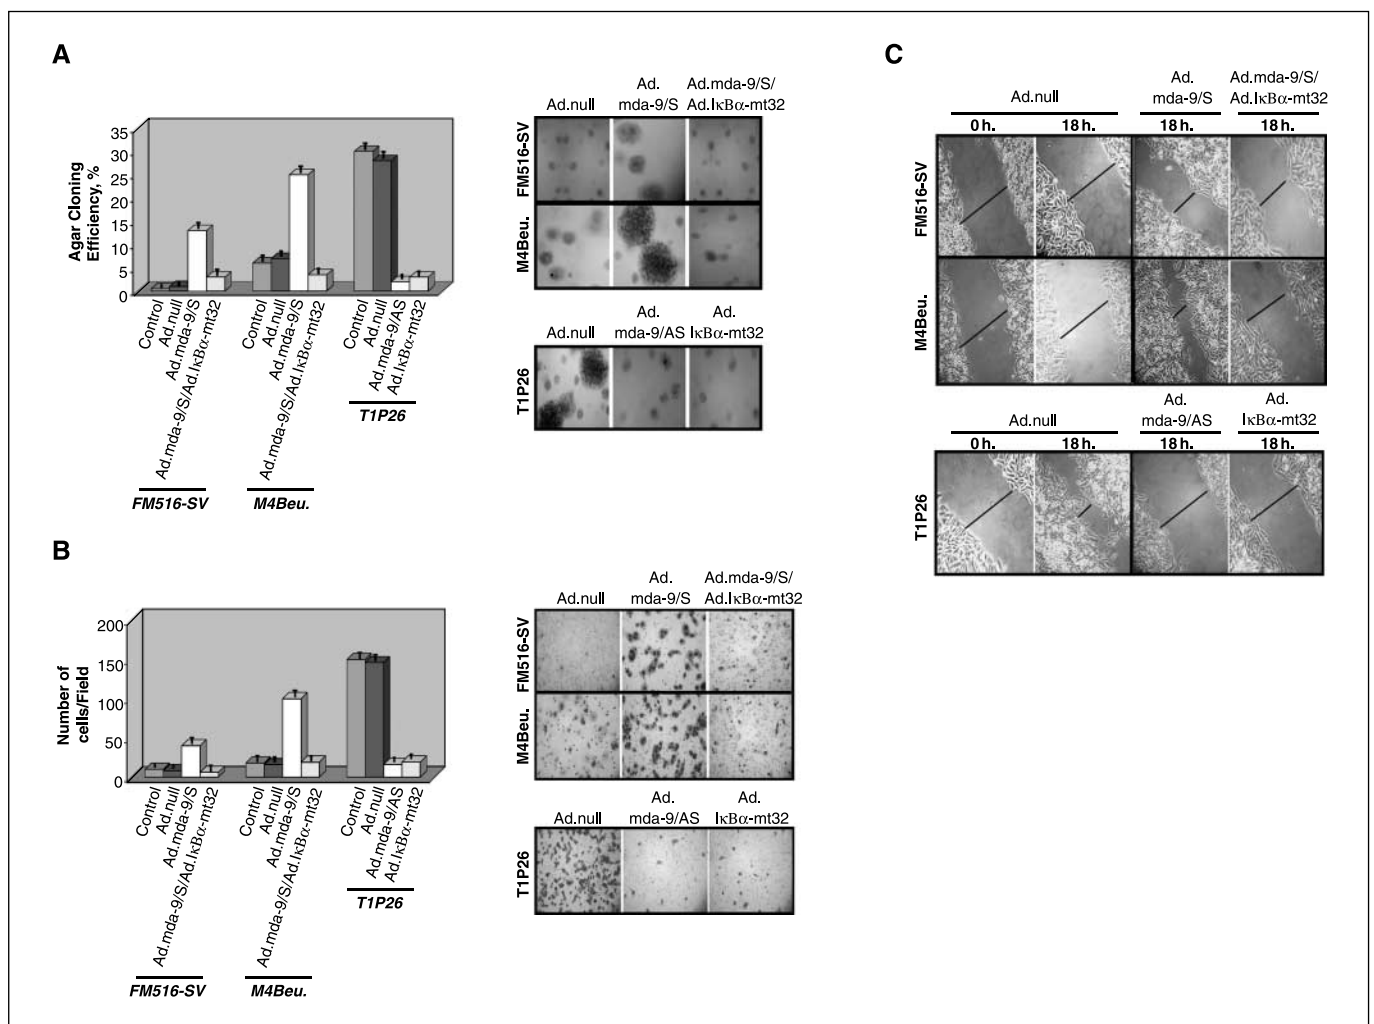 A
Agar Cloning
Efficiency, %
35
30
25
20
15
10
5
0
Control
Ad.null
Ad.mda-9/S
Ad.mda-9/S/Ad.IκBα-mt32
FM516-SV
Control
Ad.null
Ad.mda-9/S
Ad.mda-9/S/Ad.IκBα-mt32
M4Beu.
Control
Ad.null
Ad.mda-9/AS
Ad.IκBα-mt32
T1P26
Ad.null
Ad.
mda-9/S
Ad.mda-9/S/
Ad.IκBα-mt32
FM516-SV
M4Beu.
Ad.null
Ad.
mda-9/AS
Ad.
IκBα-mt32
T1P26
B
Number of
cells/Field
200
150
100
50
0
Control
Ad.null
Ad.mda-9/S
Ad.mda-9/S/Ad.IκBα-mt32
FM516-SV
Control
Ad.null
Ad.mda-9/S
Ad.mda-9/S/Ad.IκBα-mt32
M4Beu.
Control
Ad.null
Ad.mda-9/AS
Ad.IκBα-mt32
T1P26
Ad.null
Ad.
mda-9/S
Ad.mda-9/S/
Ad.IκBα-mt32
FM516-SV
M4Beu.
Ad.null
Ad.
mda-9/AS
Ad.
IκBα-mt32
T1P26
C
Ad.null
Ad.
mda-9/S
Ad.mda-9/S/
Ad.IκBα-mt32
0 h.
18 h.
18 h.
18 h.
FM516-SV
M4Beu.
Ad.null
Ad.
mda-9/AS
Ad.
IκBα-mt32
0 h.
18 h.
18 h.
18 h.
T1P26